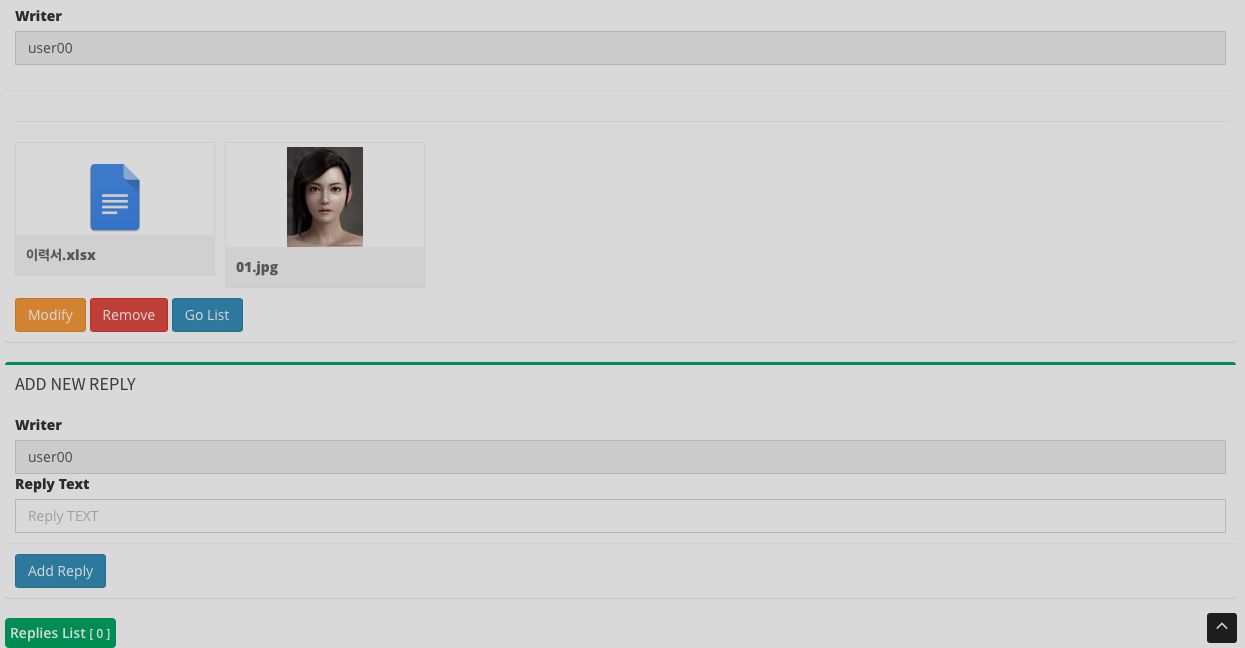 Writer
user00
이력서.xlsx
01.jpg
Modify Remove Go List
ADD NEW REPLY
Writer
user00
Reply Text
Reply TEXT
Add Reply
Replies List [ 0 ]